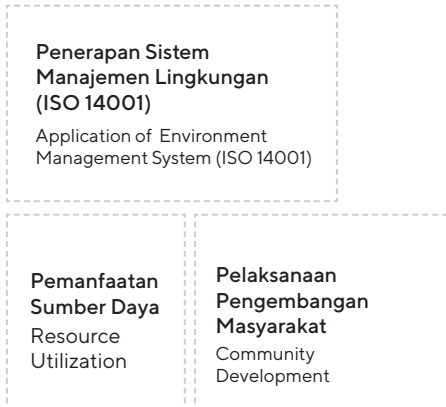 Penerapan Sistem
Manajemen Lingkungan
(ISO 14001)
Application of Environment
Management System (ISO 14001)
Pemanfaatan
Sumber Daya
Resource
Utilization
Pelaksanaan
Pengembangan
Masyarakat
Community
Development